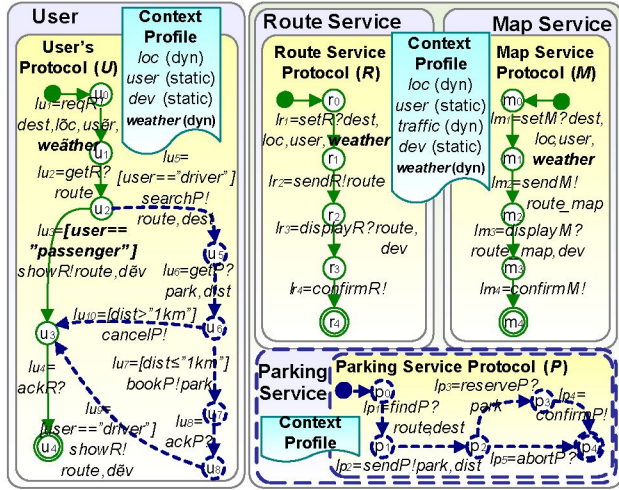 User
User's
Protocol (U)
Context
Profile
loc (dyn)
user (static)
dev (static)
weather (dyn)
u0
lu1=reqR!
dest,lõc,usẽr,
weãther
u1
lu2=getR?
route
u2
lu5=
[user=="driver"]
searchP!
route,dest
lu3=[user==
"passenger"]
showR!route,dẽv
u5
lu6=getP?
park,dist
lu10=[dist>"1km"]
cancelP!
u3
u6
lu7=[dist≤"1km"]
bookP!park
lu4=
ackR?
u7
lu8=
ackP?
lu9=
[user=="driver"]
showR!
route,dẽv
u4
u8
Route Service
Route Service
Protocol (R)
r0
lr1=setR?dest,
loc,user,weather
r1
lr2=sendR!route
r2
lr3=displayR?route,
dev
r3
lr4=confirmR!
r4
Context
Profile
loc (dyn)
user (static)
traffic (dyn)
dev (static)
weather (dyn)
Map Service
Map Service
Protocol (M)
m0
lm1=setM?dest,
loc,user,
weather
m1
lm2=sendM!
route_map
m2
lm3=displayM?
route_map,dev
m3
lm4=confirmM!
m4
Parking
Service
Context
Profile
Parking Service Protocol (P)
p0
lp1=findP?
route,dest
p1
lp2=sendP!park,dist
p2
lp3=reserveP?
park
p3
lp4=
confirmP!
lp5=abortP?
p4